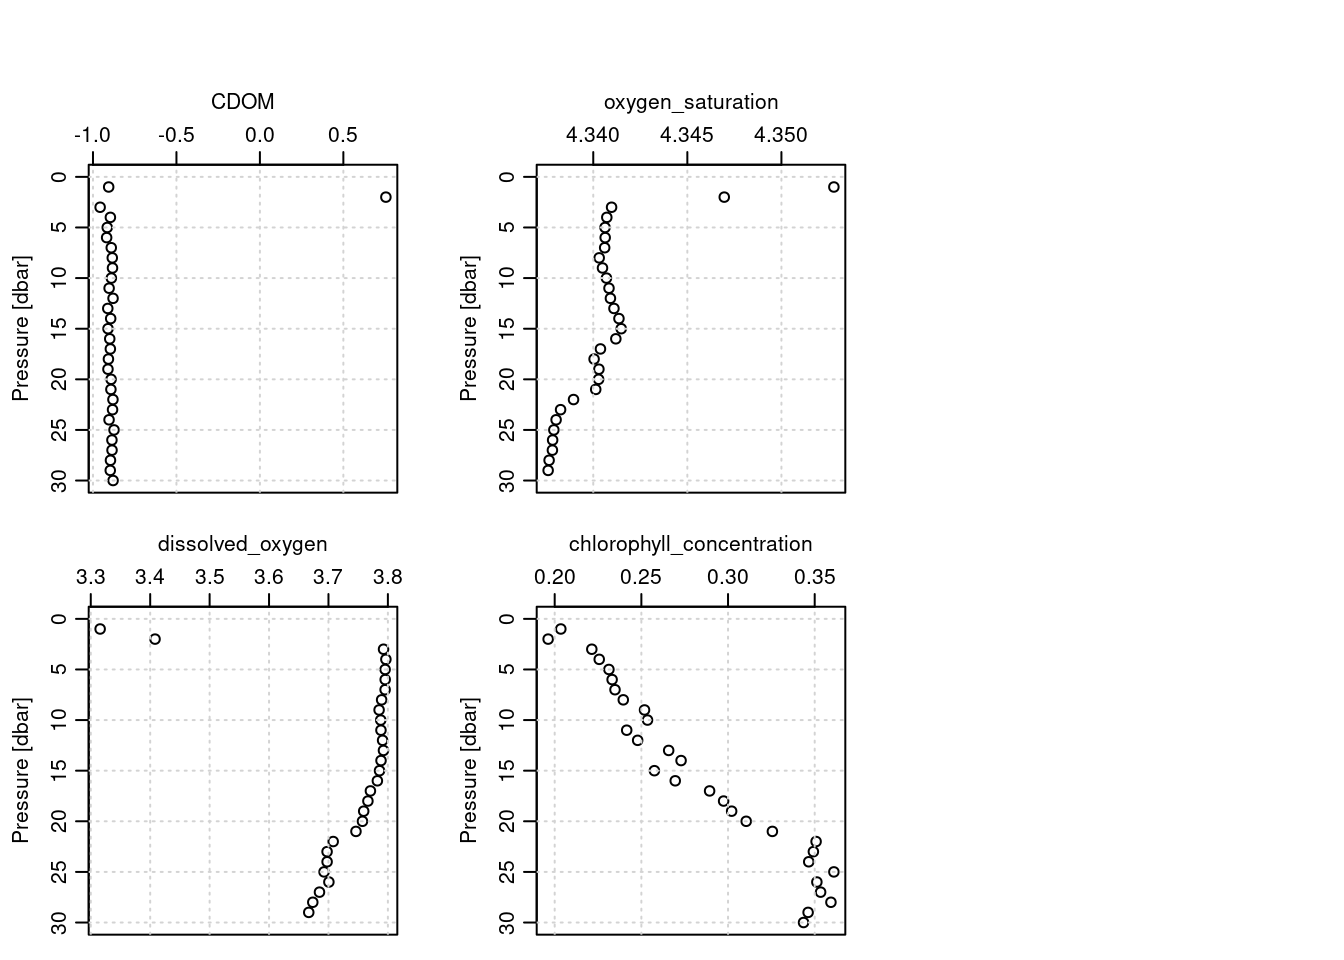 CDOM
-1.0 -0.5 0.0 0.5
0
5
10
15
20
25
30
Pressure [dbar]
oxygen_saturation
4.340 4.345 4.350
0
5
10
15
20
25
30
Pressure [dbar]
dissolved_oxygen
3.3 3.4 3.5 3.6 3.7 3.8
0
5
10
15
20
25
30
Pressure [dbar]
chlorophyll_concentration
0.20 0.25 0.30 0.35
0
5
10
15
20
25
30
Pressure [dbar]